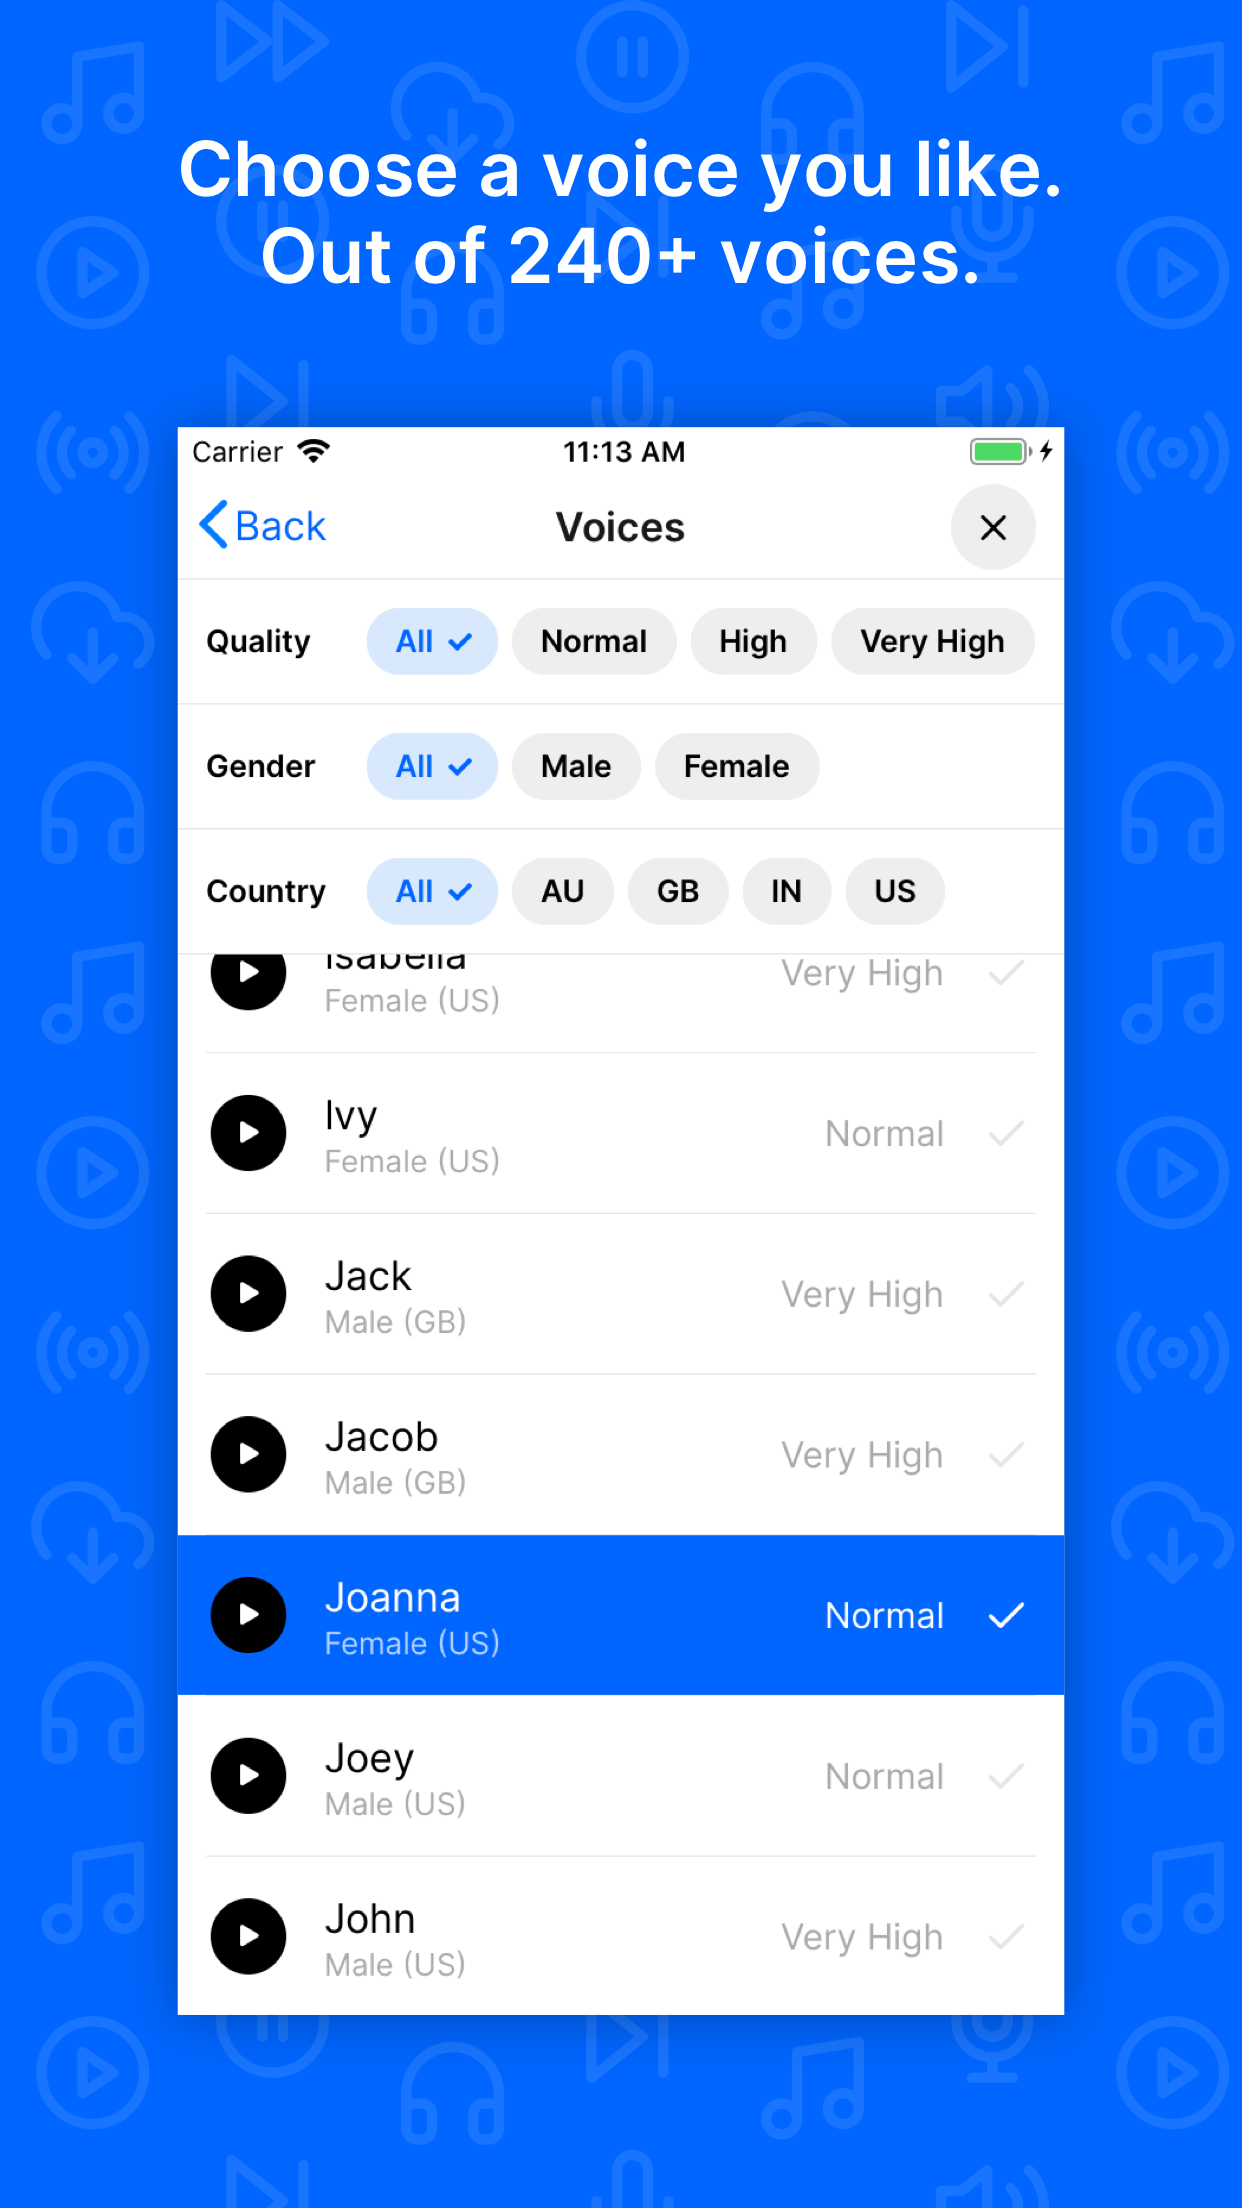 Choose a voice you like.
Out of 240+ voices.
Carrier 11:13 AM
Back Voices
Quality All Normal High Very High
Gender All Male Female
Country All AU GB IN US
Isabella Very High
Female (US)
Ivy Normal
Female (US)
Jack Very High
Male (GB)
Jacob Very High
Male (GB)
Joanna Normal
Female (US)
Joey Normal
Male (US)
John Very High
Male (US)